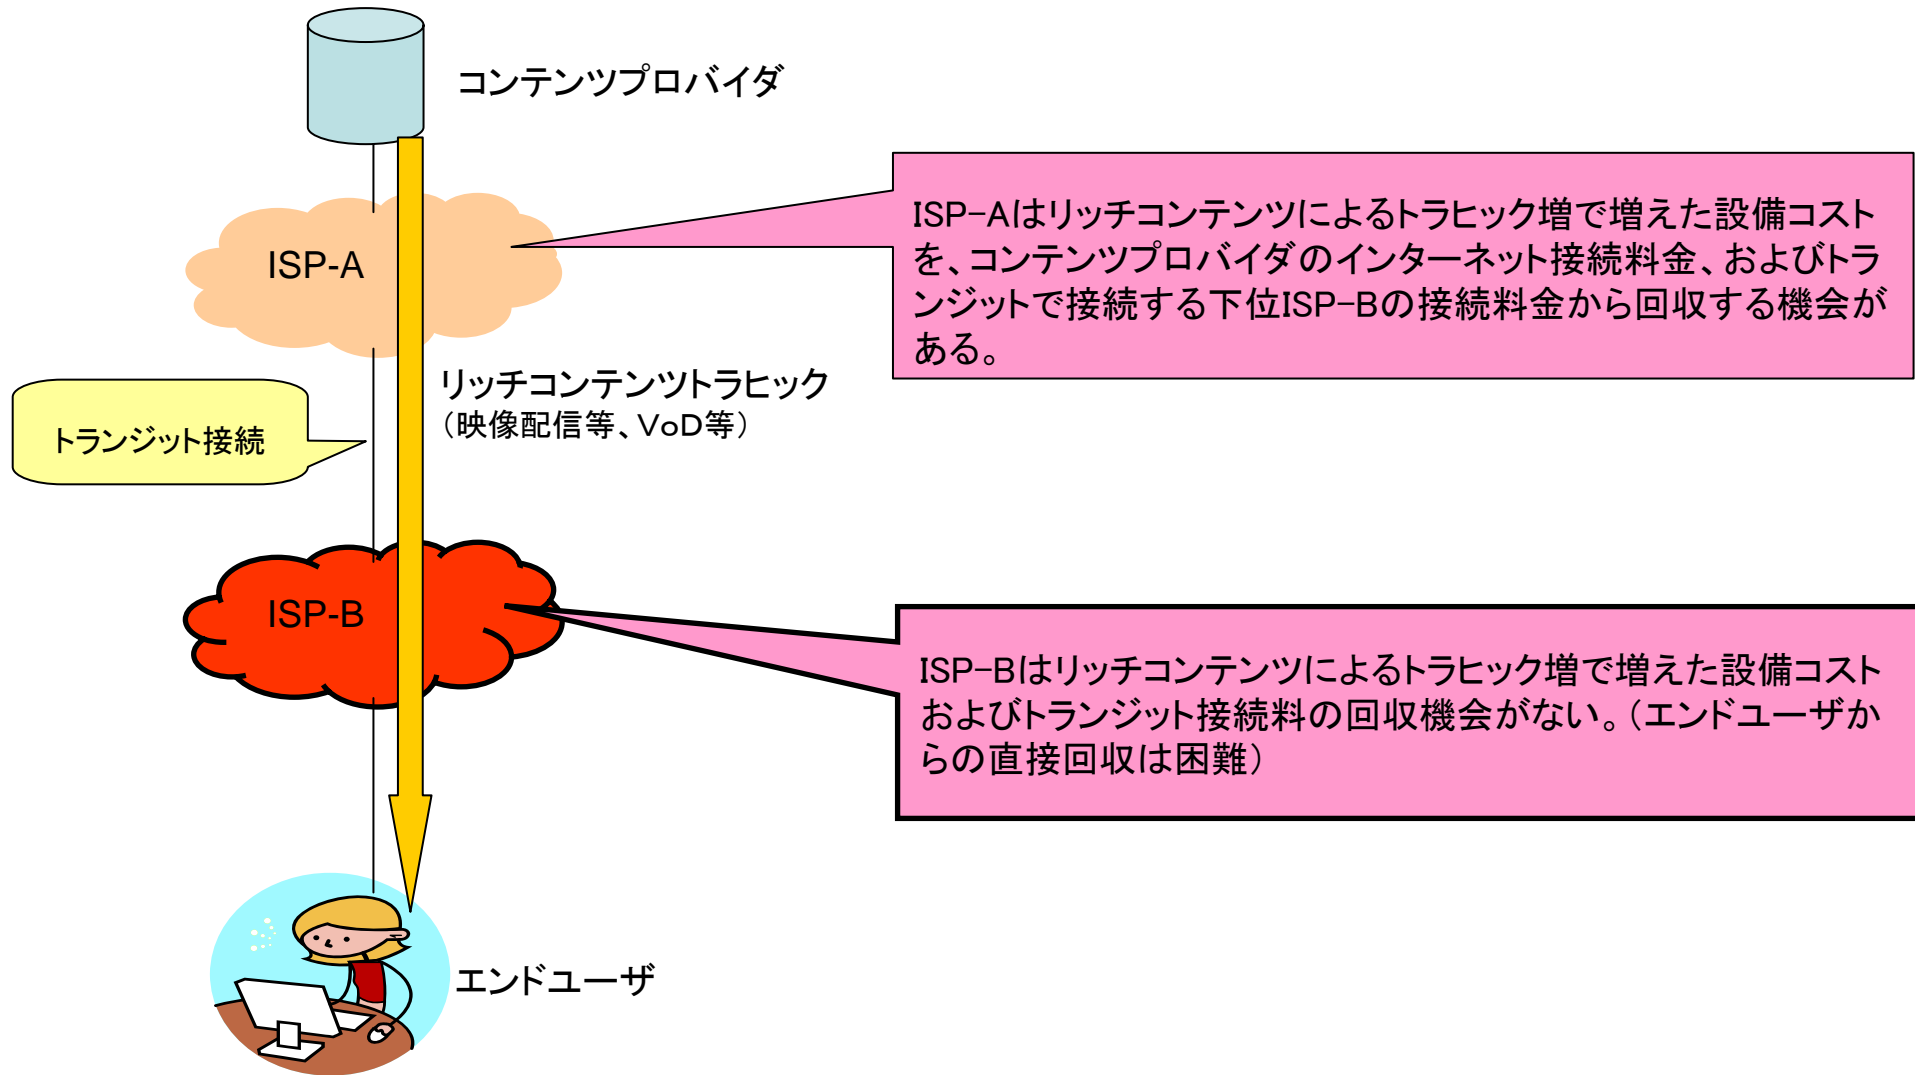 コンテンツプロバイダ
ISP-A
ISP-Aはリッチコンテンツによるトラヒック増で増えた設備コスト
を、コンテンツプロバイダのインターネット接続料金、およびトラ
ンジットで接続する下位ISP-Bの接続料金から回収する機会が
ある。
リッチコンテンツトラヒック
（映像配信等、VoD等）
トランジット接続
ISP-B
ISP-Bはリッチコンテンツによるトラヒック増で増えた設備コスト
およびトランジット接続料の回収機会がない。（エンドユーザか
らの直接回収は困難）
エンドユーザ